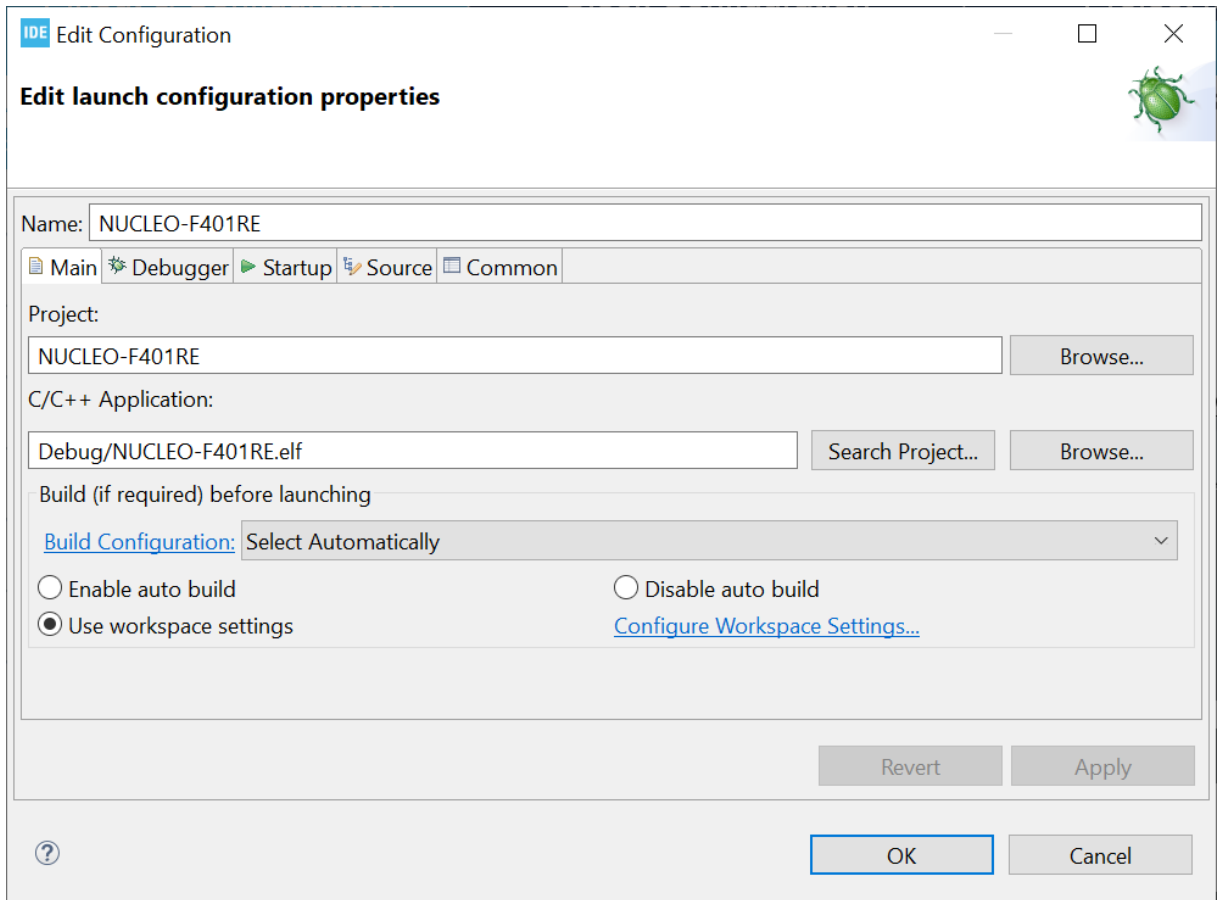 IDE Edit Configuration
Edit launch configuration properties
Name: NUCLEO-F401RE
Main Debugger Startup Source Common
Project:
NUCLEO-F401RE Browse...
C/C++ Application:
Debug/NUCLEO-F401RE.elf Search Project... Browse...
Build (if required) before launching
Build Configuration: Select Automatically
Enable auto build Disable auto build
Use workspace settings Configure Workspace Settings...
Revert Apply
? OK Cancel